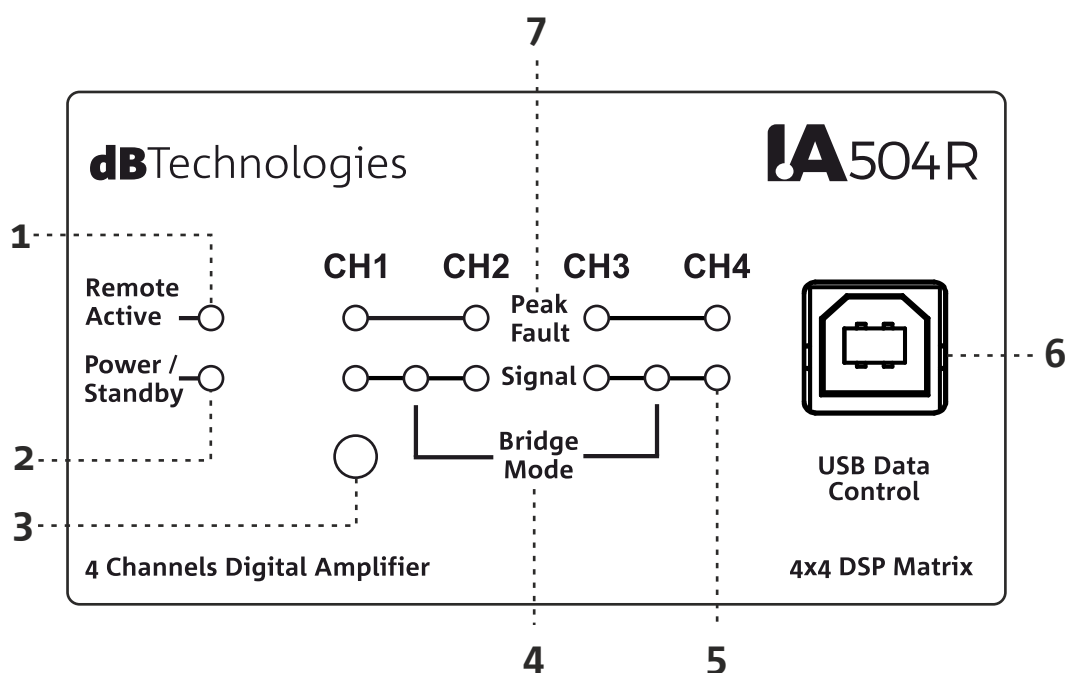 7
dBTechnologies
IA504R
1
CH1 CH2 CH3 CH4
Remote
Active
Peak
Fault
Power /
Standby
Signal
6
Bridge
Mode
2
USB Data
Control
3
4 Channels Digital Amplifier
4x4 DSP Matrix
4
5